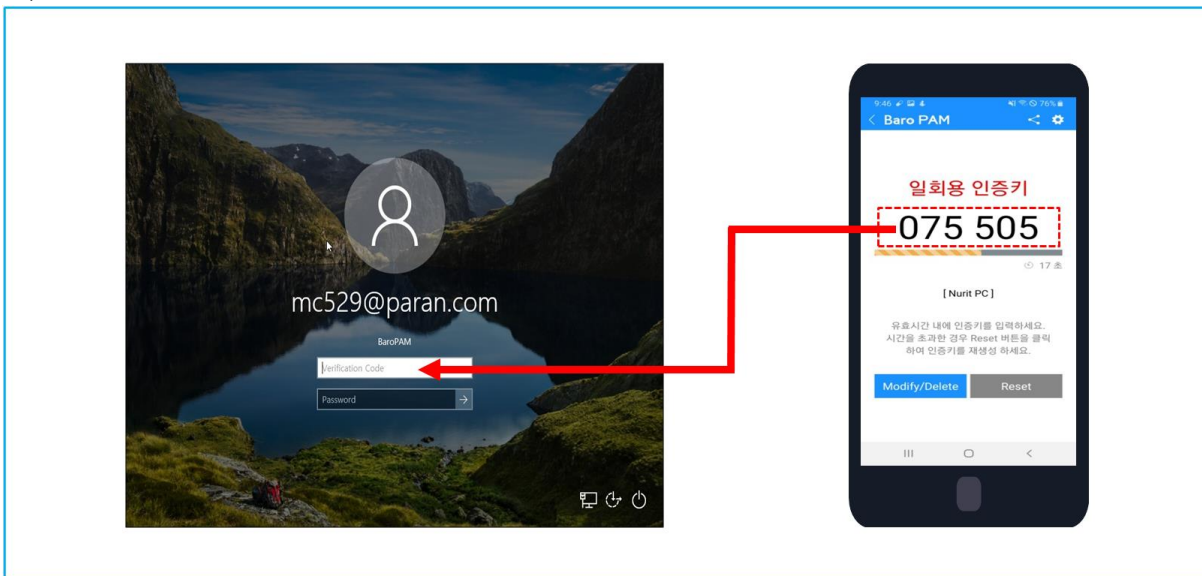 mc529@paran.com
BaroPAM
Verification Code
Password
9:46 76%
Baro PAM
일회용 인증키
075 505
17 초
[ Nurit PC ]
유효시간 내에 인증키를 입력하세요.
시간을 초과한 경우 Reset 버튼을 클릭
하여 인증키를 재생성 하세요.
Modify/Delete Reset